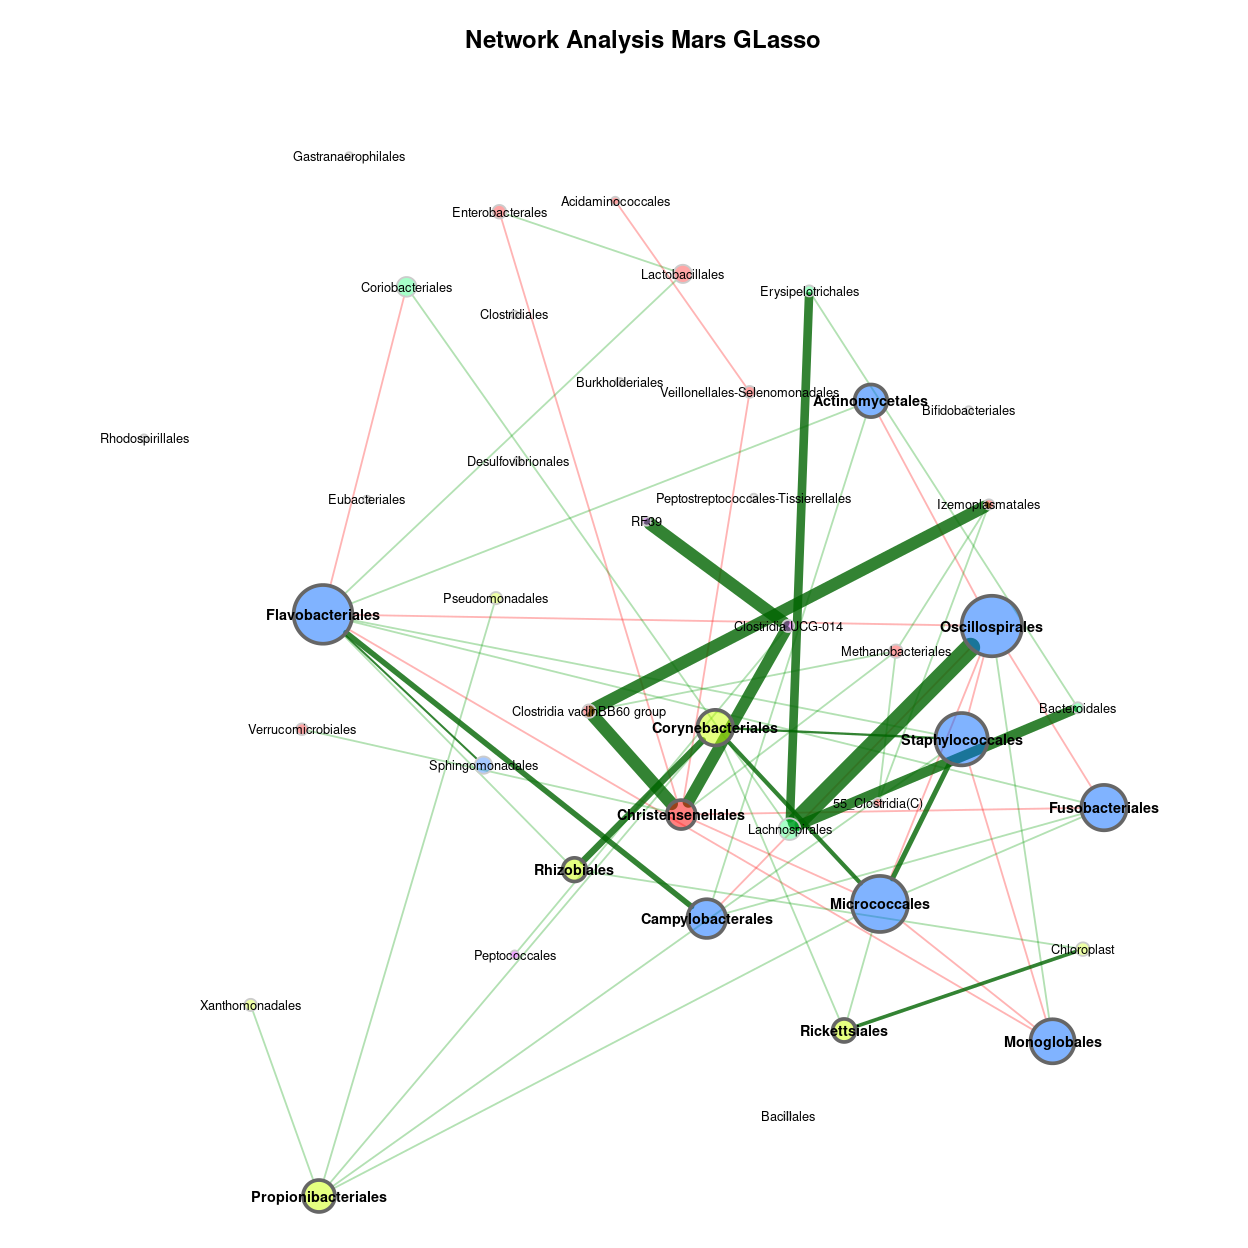 Network Analysis Mars GLasso
Gastranaerophilales
Acidaminococcales
Enterobacterales
Lactobacillales
Coriobacteriales
Erysipelotrichales
Clostridiales
Burkholderiales
Veillonellales-Selenomonadales
Actinomycetales
Bifidobacteriales
Rhodospirillales
Desulfovibrionales
Eubacteriales
Peptostreptococcales-Tissierellales
Izemoplasmatales
RF39
Pseudomonadales
Flavobacteriales
Clostridia UCG-014
Oscillospirales
Methanobacteriales
Clostridia vadinBB60 group
Bacteroidales
Verrucomicrobiales
Corynebacteriales
Staphylococcales
Sphingomonadales
55_Clostridia(C)
Fusobacteriales
Christensenellales
Lachnospirales
Rhizobiales
Micrococcales
Campylobacterales
Chloroplast
Peptococcales
Xanthomonadales
Rickettsiales
Monoglobales
Bacillales
Propionibacteriales